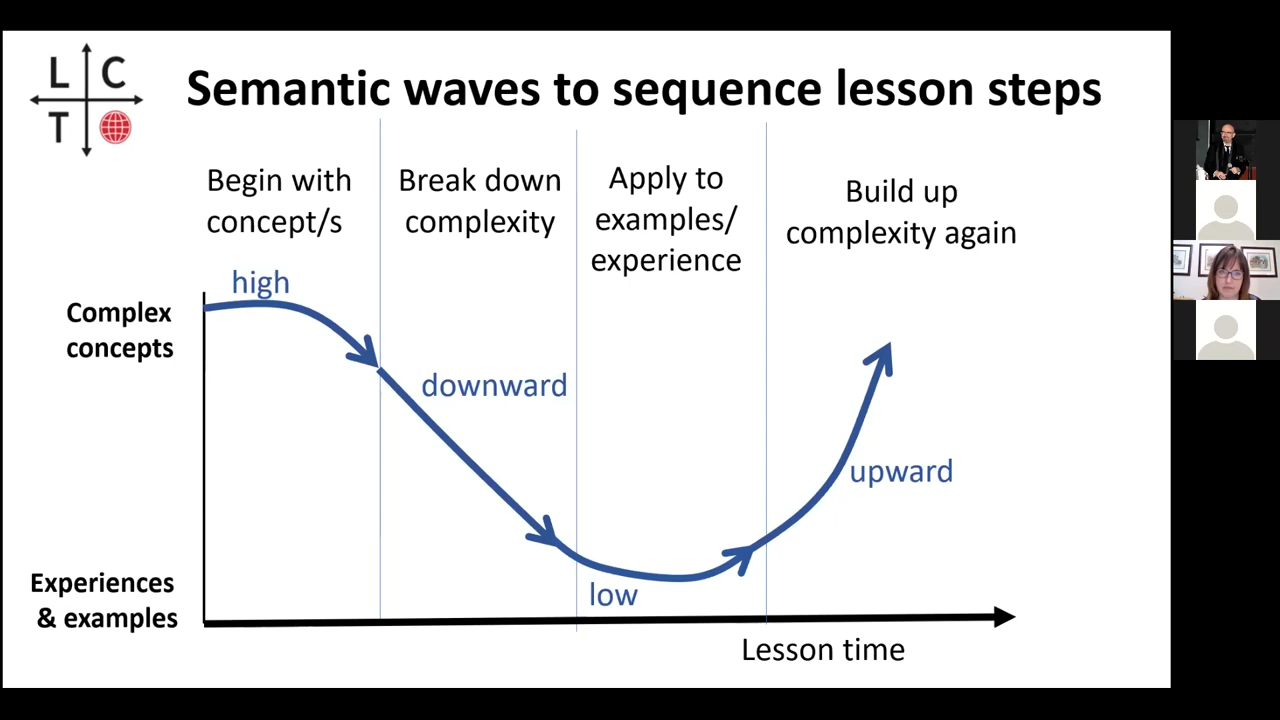 L C
T
Semantic waves to sequence lesson steps
Begin with
concept/s
Break down
complexity
Apply to
examples/
experience
Build up
complexity again
high
Complex
concepts
downward
upward
Experiences
& examples
low
Lesson time